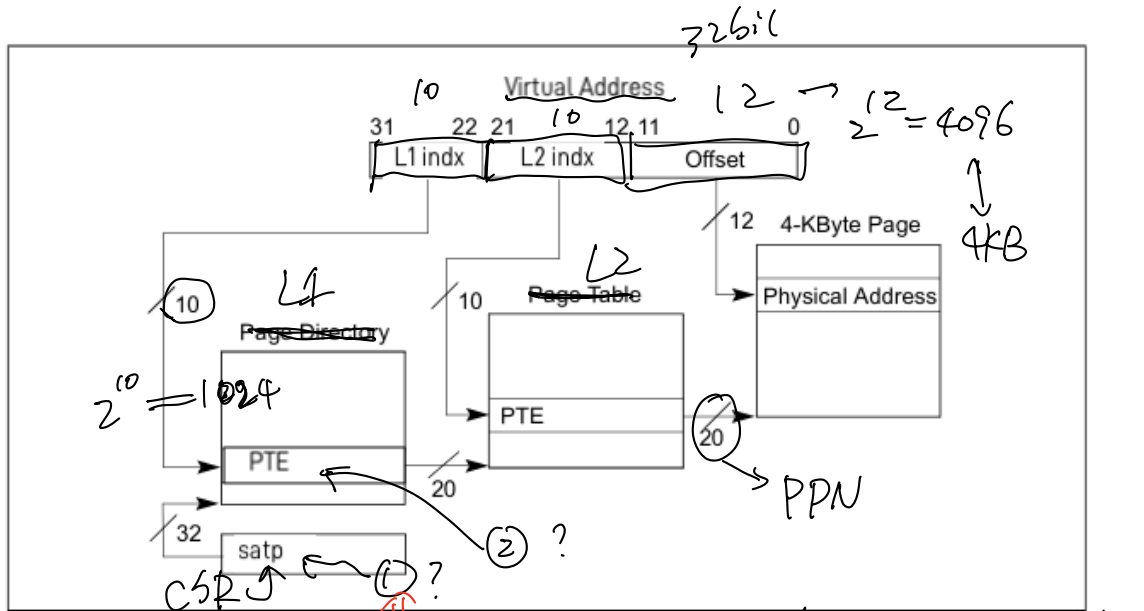 32bit
10 Virtual Address 12 → 2^12 = 4096
10
31 22 21 12 11 0
L1 indx L2 indx Offset
4KB
12 4-KByte Page
L1 L2
10 10 Page Table Physical Address
Page Directory
2^10 = 1024
PTE
20
PPN
PTE
20
② ?
32
satp
CSR ① ?